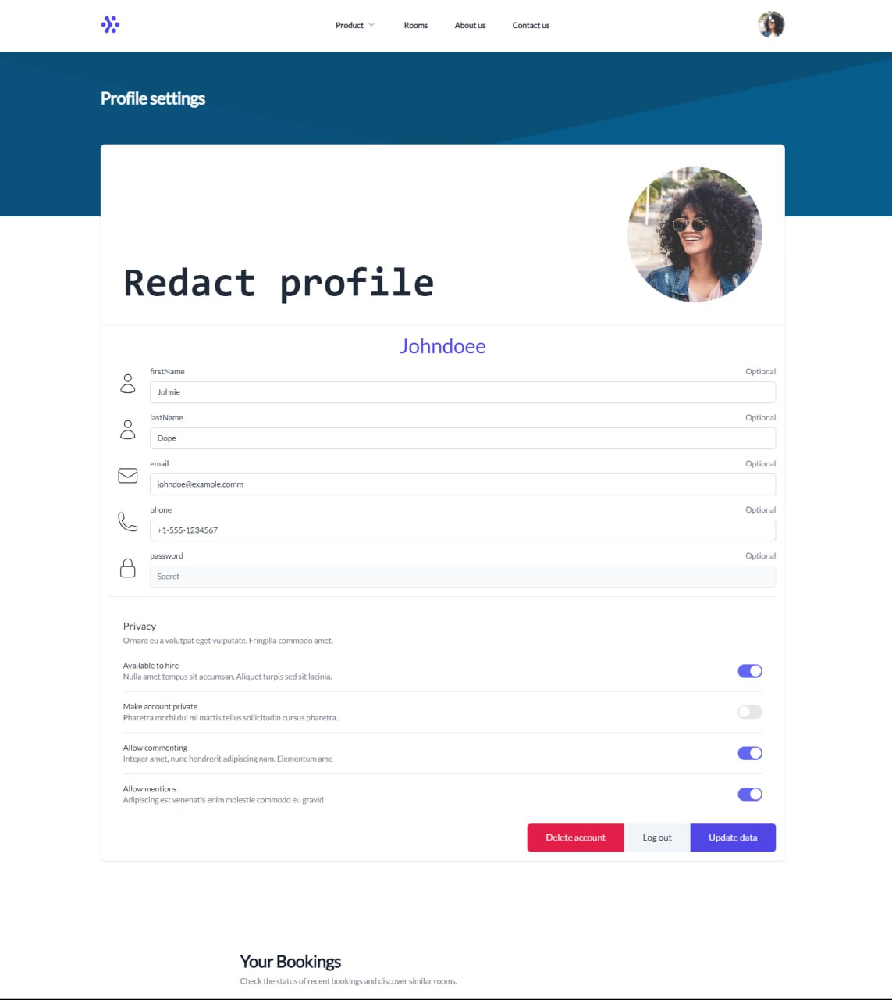 Product
Rooms
About us
Contact us
Profile settings
Redact profile
Johndoee
firstName Optional
Johnie
lastName Optional
Dope
email Optional
johndoe@example.comm
phone Optional
+1-555-1234567
password Optional
Secret
Privacy
Ornare eu a volutpat eget vulputate. Fringilla commodo amet.
Available to hire
Nulla amet tempus sit accumsan. Aliquet turpis sed sit lacinia.
Make account private
Pharetra morbi dui mi mattis tellus sollicitudin cursus pharetra.
Allow commenting
Integer amet, nunc hendrerit adipiscing nam. Elementum ame
Allow mentions
Adipiscing est venenatis enim molestie commodo eu gravid
Delete account
Log out
Update data
Your Bookings
Check the status of recent bookings and discover similar rooms.